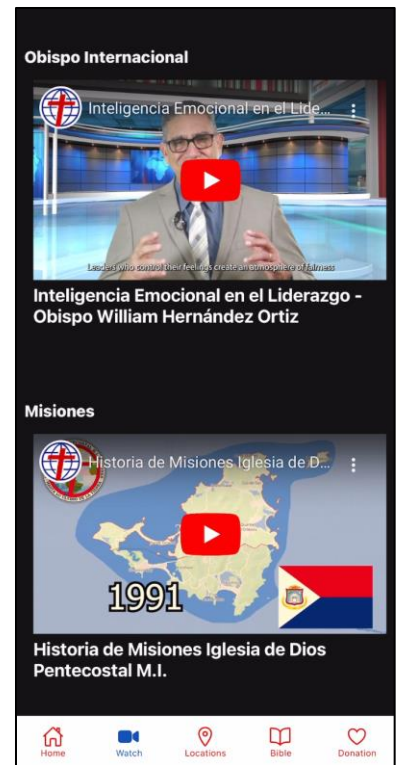 Obispo Internacional
Inteligencia Emocional en el Lide...
Leaders who control their feelings create an atmosphere of fairness
Inteligencia Emocional en el Liderazgo -
Obispo William Hernández Ortiz
Misiones
Historia de Misiones Iglesia de D...
1991
Historia de Misiones Iglesia de Dios
Pentecostal M.I.
Home
Watch
Locations
Bible
Donation